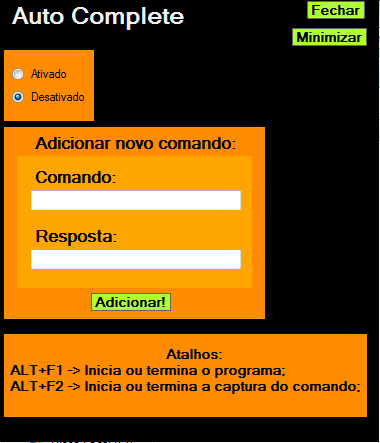 Auto Complete
Fechar
Minimizar
Ativado
Desativado
Adicionar novo comando:
Comando:
Resposta:
Adicionar!
Atalhos:
ALT+F1 -> Inicia ou termina o programa;
ALT+F2 -> Inicia ou termina a captura do comando;